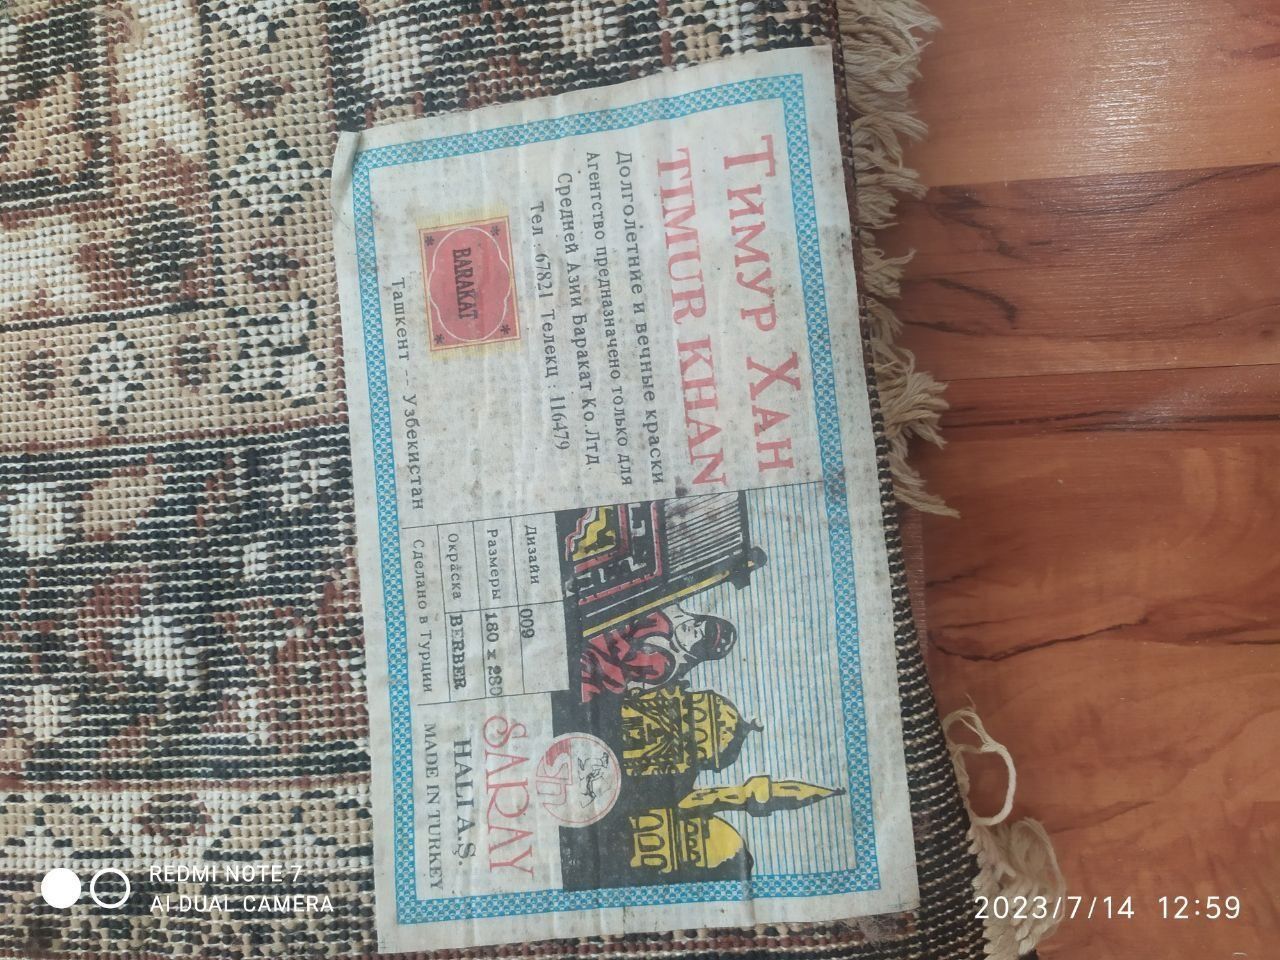 Тимур Хан
TIMUR KHAN
Долголетние и вечные краски
Агентство предназначено только для
Средней Азии Баракат Ко.Лтд.
Тел . 67821 Телекц : 116479
BARAKAT
Ташкент -- Узбекистан
Дизайн 009
Размеры 180 x 280
Окраска BERBER
Сделано в Турции
SARAY
HALI A.Ş.
MADE IN TURKEY
REDMI NOTE 7
AI DUAL CAMERA
2023/7/14 12:59